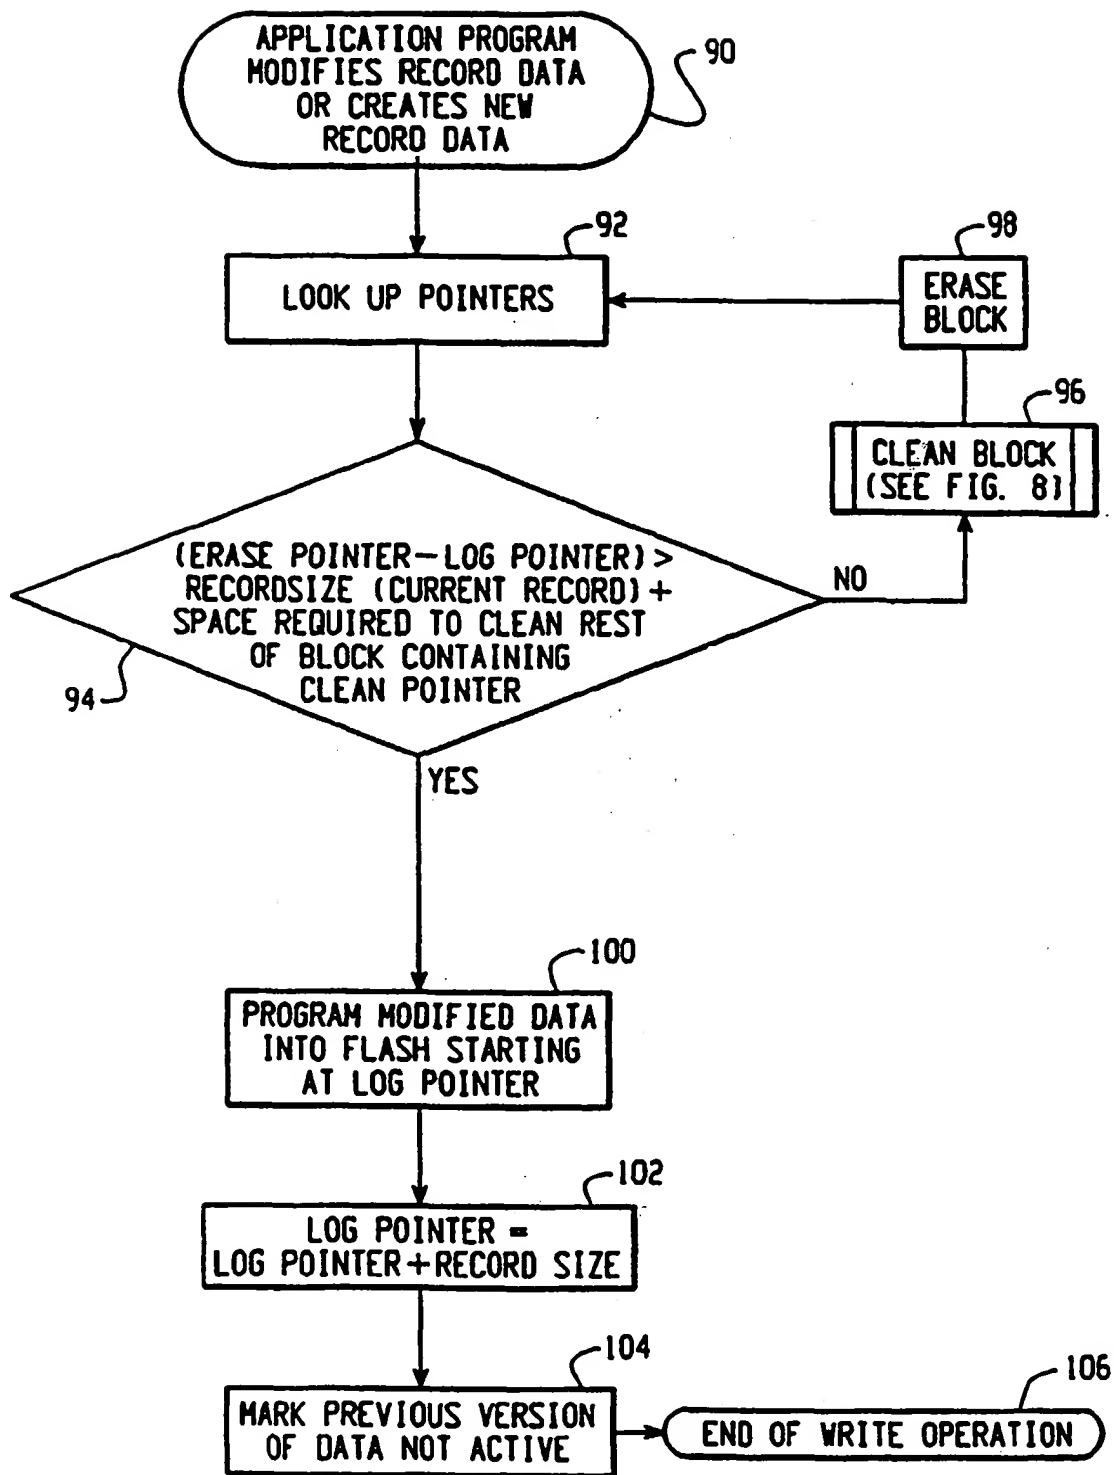 APPLICATION PROGRAM
MODIFIES RECORD DATA
OR CREATES NEW
RECORD DATA
90
92
LOOK UP POINTERS
98
ERASE
BLOCK
96
CLEAN BLOCK
(SEE FIG. 8)
(ERASE POINTER-LOG POINTER) >
RECORDSIZE (CURRENT RECORD) +
SPACE REQUIRED TO CLEAN REST
OF BLOCK CONTAINING
CLEAN POINTER
94
NO
YES
100
PROGRAM MODIFIED DATA
INTO FLASH STARTING
AT LOG POINTER
102
LOG POINTER =
LOG POINTER+RECORD SIZE
104
MARK PREVIOUS VERSION
OF DATA NOT ACTIVE
106
END OF WRITE OPERATION